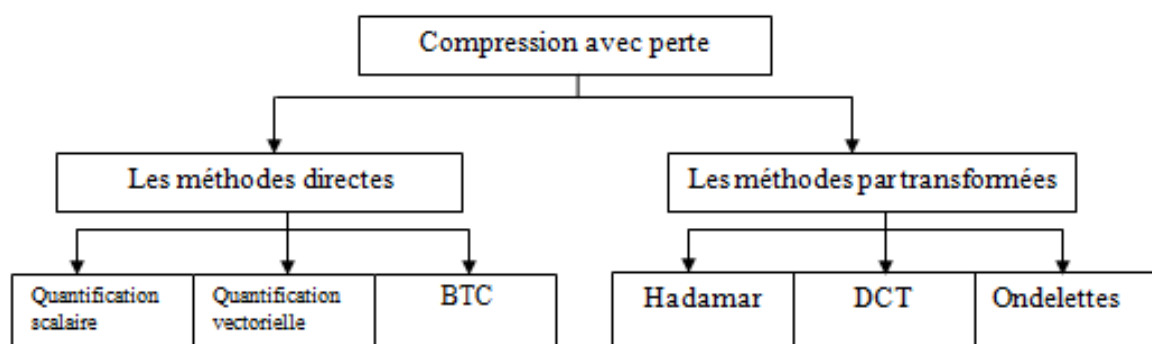 Compression avec perte
Les méthodes directes
Les méthodes par transformées
Quantification
scalaire
Quantification
vectorielle
BTC
Hadamar
DCT
Ondelettes